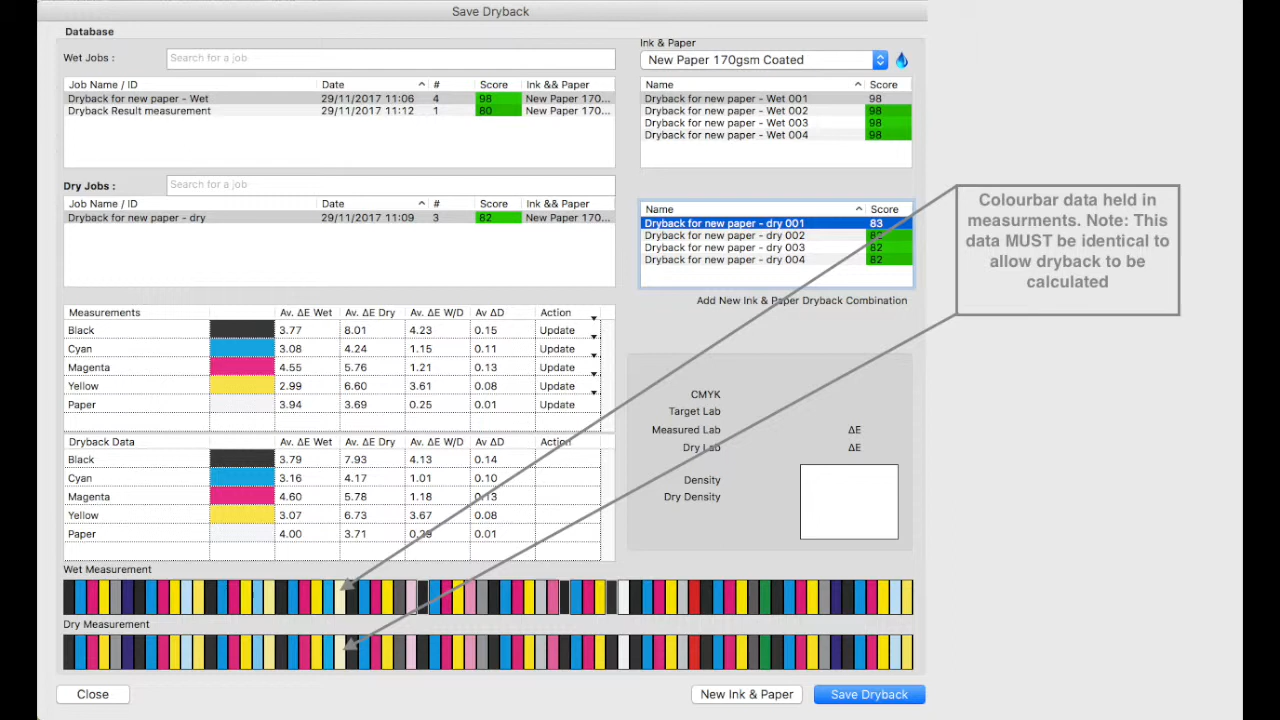 Save Dryback
Database
Wet Jobs :
Search for a job
Job Name / ID Date # Score Ink && Paper
Dryback for new paper - Wet 29/11/2017 11:06 4 98 New Paper 170...
Dryback Result measurement 29/11/2017 11:12 1 80 New Paper 170...
Ink & Paper
New Paper 170gsm Coated
Name Score
Dryback for new paper - Wet 001 98
Dryback for new paper - Wet 002 98
Dryback for new paper - Wet 003 98
Dryback for new paper - Wet 004 98
Dry Jobs :
Search for a job
Job Name / ID Date # Score Ink && Paper
Dryback for new paper - dry 29/11/2017 11:09 3 82 New Paper 170...
Name Score
Dryback for new paper - dry 001 83
Dryback for new paper - dry 002
Dryback for new paper - dry 003 82
Dryback for new paper - dry 004 82
Add New Ink & Paper Dryback Combination
Colourbar data held in
measurments. Note: This
data MUST be identical to
allow dryback to be
calculated
Measurements Av. ΔE Wet Av. ΔE Dry Av. ΔE W/D Av. ΔD Action
Black 3.77 8.01 4.23 0.15 Update
Cyan 3.08 4.24 1.15 0.11 Update
Magenta 4.55 5.76 1.21 0.13 Update
Yellow 2.99 6.60 3.61 0.08 Update
Paper 3.94 3.69 0.25 0.01 Update
Dryback Data Av. ΔE Wet Av. ΔE Dry Av. ΔE W/D Av ΔD Action
Black 3.79 7.93 4.13 0.14
Cyan 3.16 4.17 1.01 0.10
Magenta 4.60 5.78 1.18 0.13
Yellow 3.07 6.73 3.67 0.08
Paper 4.00 3.71 0.29 0.01
CMYK
Target Lab
Measured Lab ΔE
Dry Lab ΔE
Density
Dry Density
Wet Measurement
Dry Measurement
Close
New Ink & Paper
Save Dryback